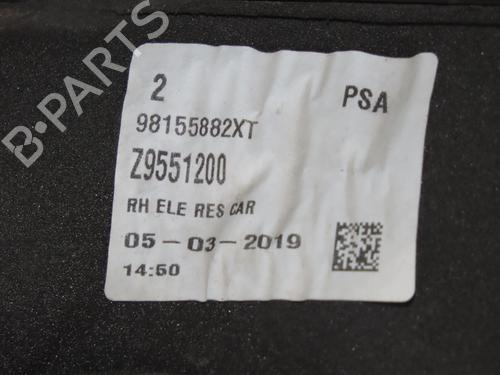 B-PARTS
2
PSA
98155882XT
Z9551200
RH ELE RES CAR
05-03-2019
14:50